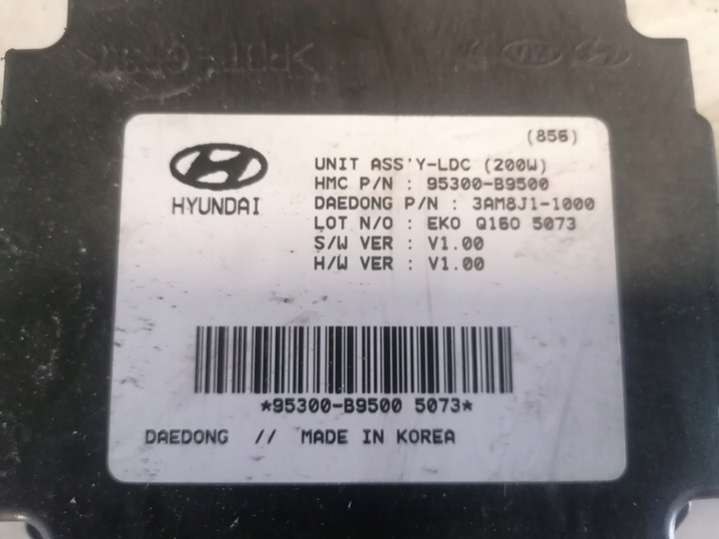 (856)
UNIT ASS'Y-LDC (200W)
HMC P/N : 95300-B9500
HYUNDAI
DAEDONG P/N : 3AM8J1-1000
LOT N/O : EKO Q160 5073
S/W VER : V1.00
H/W VER : V1.00
*95300-B9500 5073*
DAEDONG // MADE IN KOREA